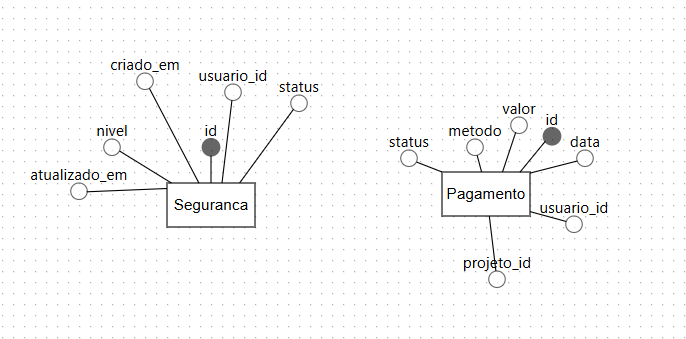 criado_em
usuario_id
status
nivel
id
atualizado_em
Seguranca
valor
id
metodo
status
data
Pagamento
usuario_id
projeto_id